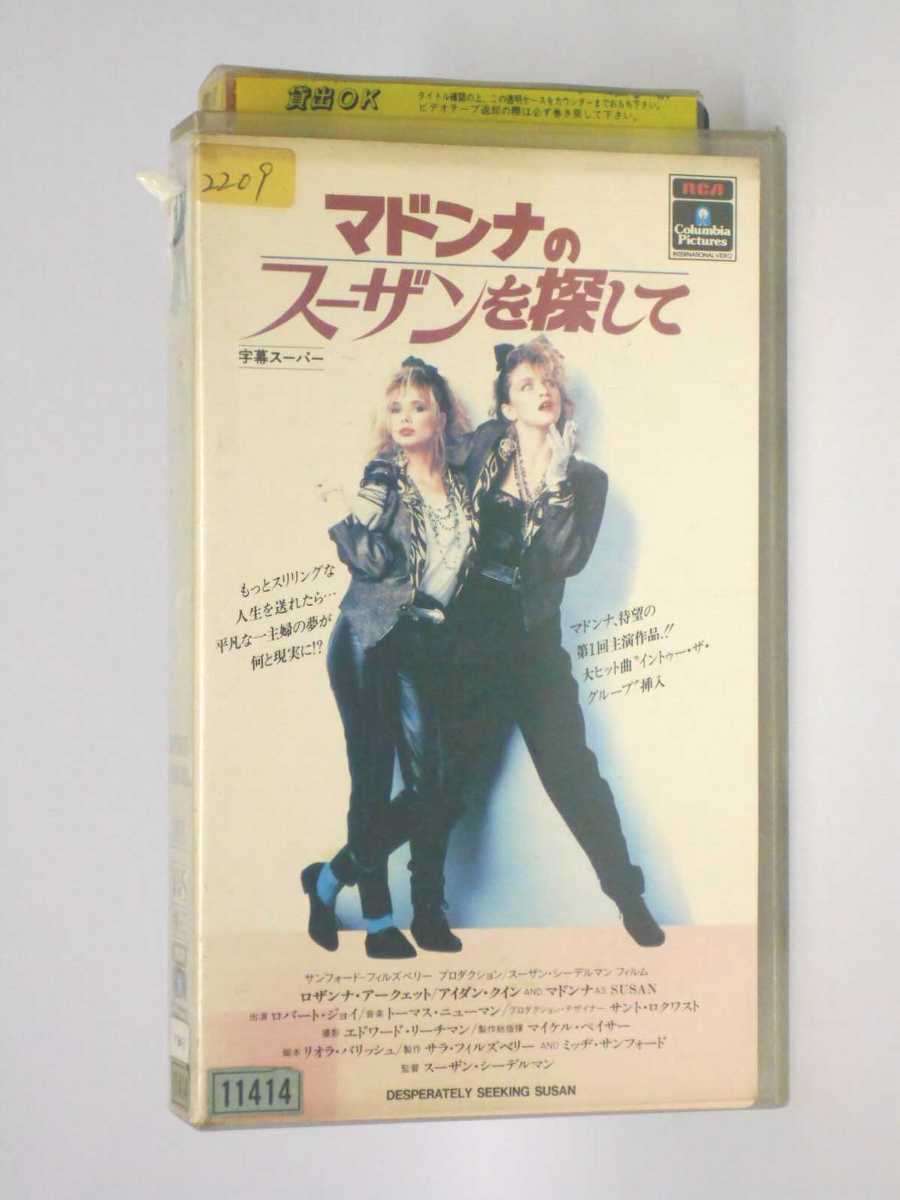 貸出OK
タイトル確認の上、この透明ケースをカウンターまでおもち下さい。
ビデオテープ返却の際は必ず巻き戻して下さい。
2209
RCA
Columbia
Pictures
INTERNATIONAL VIDEO
マドンナの
スーザンを探して
字幕スーパー
もっとスリリングな
人生を送れたら…
平凡な一主婦の夢が
何と現実に!?
マドンナ、待望の
第1回主演作品!!
大ヒット曲“イントゥー・ザ・
グルーブ”挿入
サンフォード-フィルズベリー プロダクション/スーザン・シーデルマン フィルム
ロザンナ・アークェット/アイダン・クイン AND マドンナ AS SUSAN
出演 ロバート・ジョイ/音楽 トーマス・ニューマン/プロダクション・デザイナー サント・ロクワスト
撮影 エドワード・リーチマン/製作総指揮 マイケル・ペイサー
脚本 リオラ・バリッシュ/製作 サラ・フィルズベリー AND ミッヂ・サンフォード
監督 スーザン・シーデルマン
DESPERATELY SEEKING SUSAN
11414